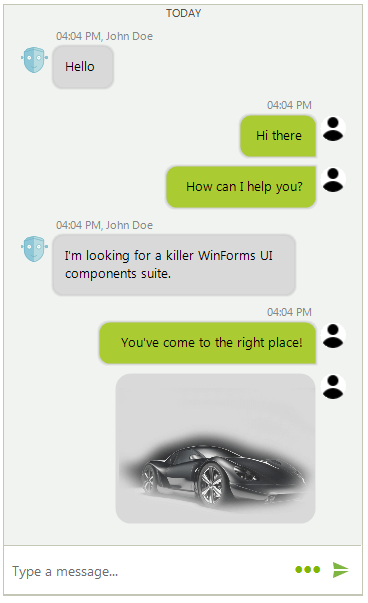 TODAY
04:04 PM, John Doe
Hello
04:04 PM
Hi there
How can I help you?
04:04 PM, John Doe
I'm looking for a killer WinForms UI
components suite.
04:04 PM
You've come to the right place!
Type a message...